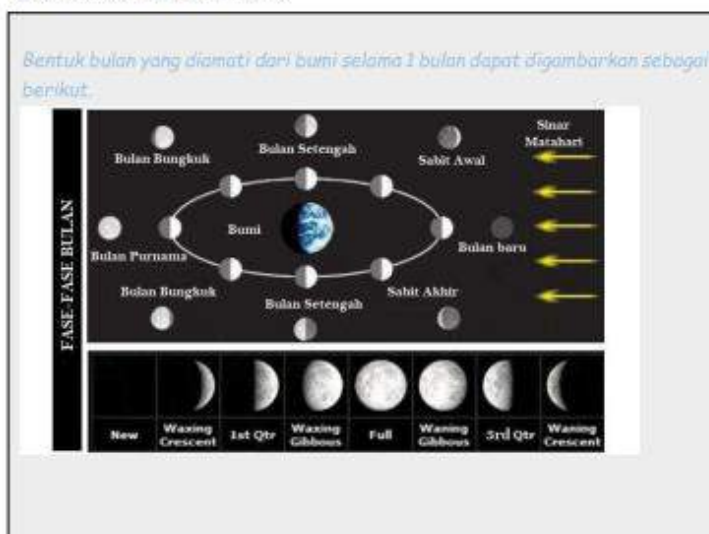 Bentuk bulan yang diamati dari bumi selama 1 bulan dapat digambarkan sebagai
berikut.
FASE-FASE BULAN
Sinar
Matahari
Bulan Bungkuk
Bulan Setengah
Sabit Awal
Bumi
Bulan Purnama
Bulan baru
Bulan Bungkuk
Bulan Setengah
Sabit Akhir
New
Waxing
Crescent
1st Qtr
Waxing
Gibbous
Full
Waning
Gibbous
3rd Qtr
Waning
Crescent